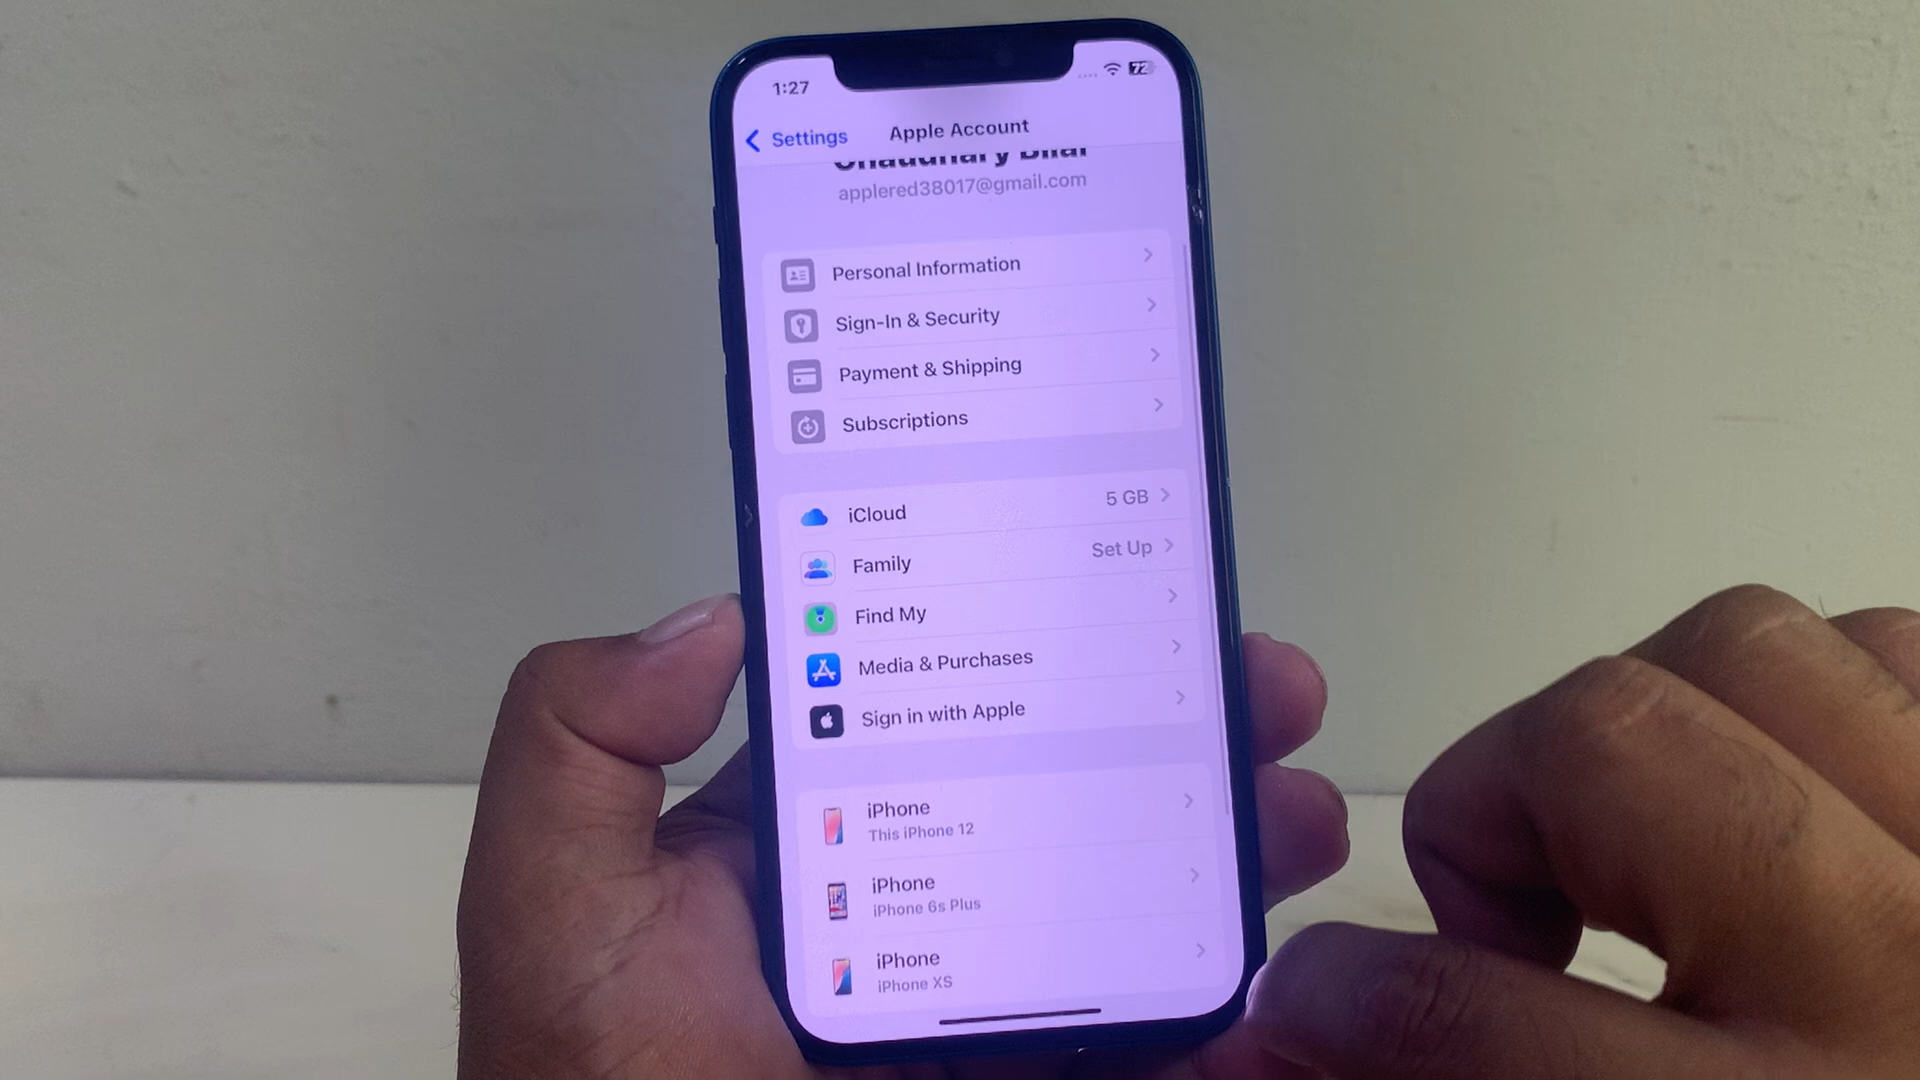 1:27
72
Settings
Apple Account
applered38017@gmail.com
Personal Information
Sign-In & Security
Payment & Shipping
Subscriptions
iCloud 5 GB
Family Set Up
Find My
Media & Purchases
Sign in with Apple
iPhone
This iPhone 12
iPhone
iPhone 6s Plus
iPhone
iPhone XS